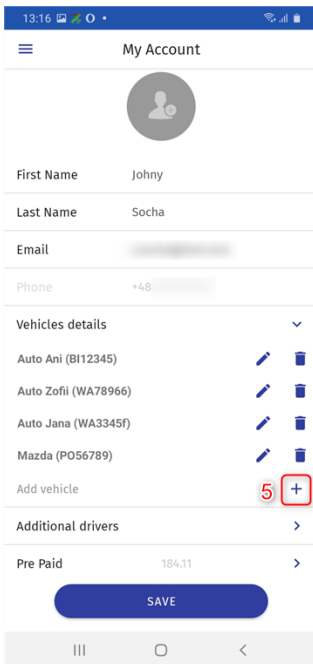 13:16
My Account
First Name Johny
Last Name Socha
Email
Phone +48
Vehicles details
Auto Ani (BI12345)
Auto Zofii (WA78966)
Auto Jana (WA3345f)
Mazda (PO56789)
Add vehicle 5 +
Additional drivers
Pre Paid 184.11
SAVE